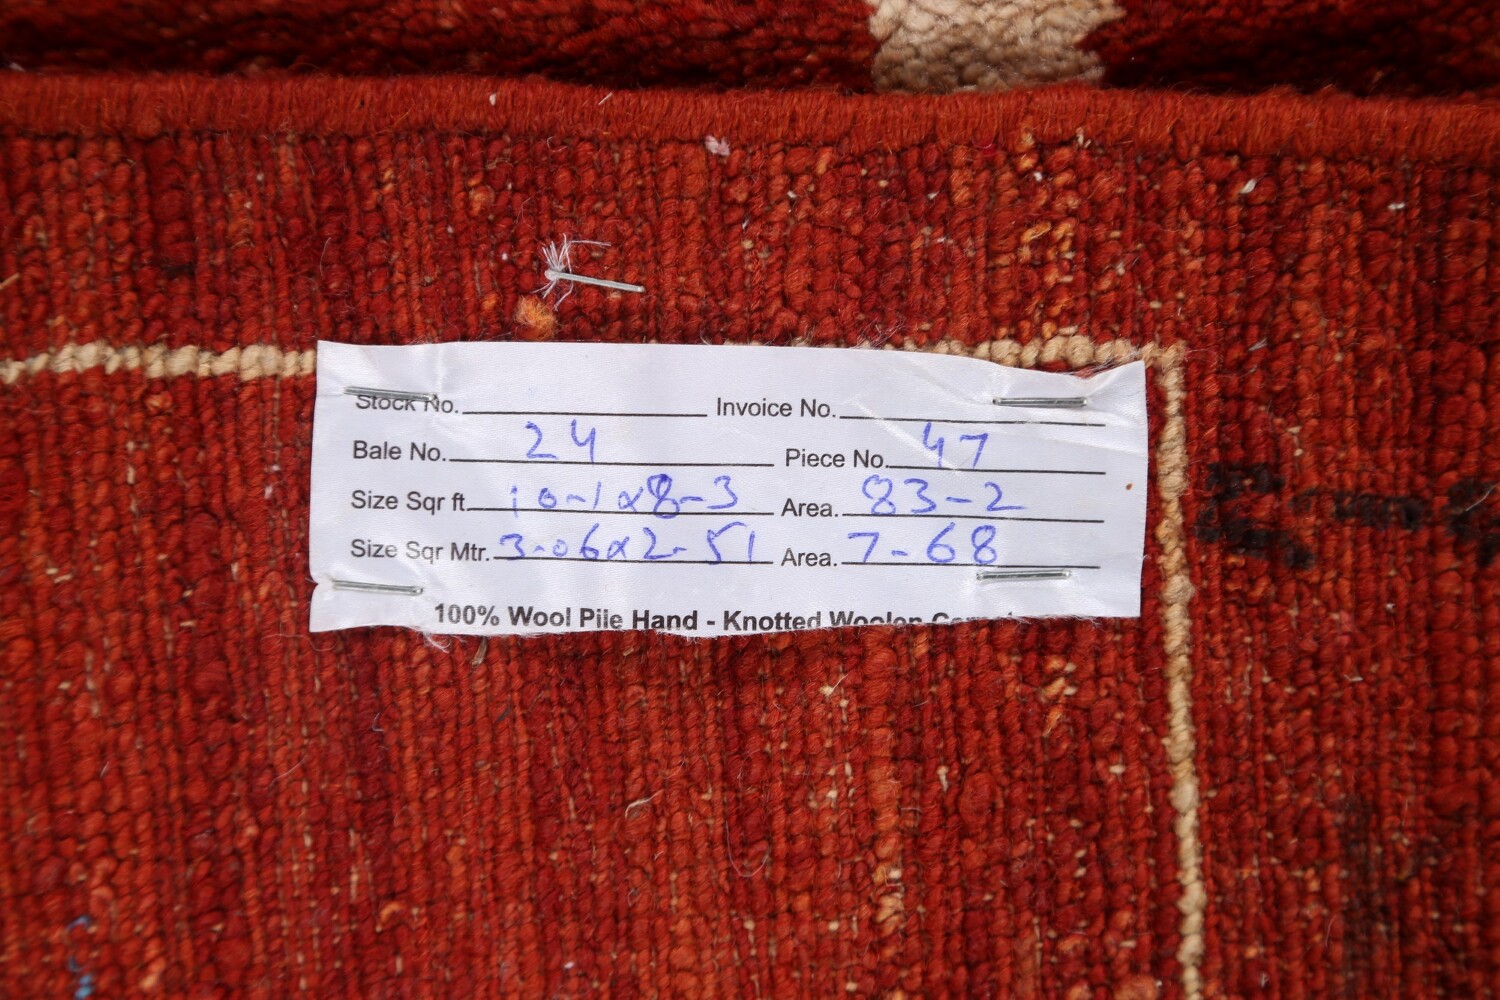 Stock No. Invoice No.
Bale No. 24 Piece No. 47
Size Sqr ft. 10-1x8-3 Area. 83-2
Size Sqr Mtr. 3-06x2-51 Area. 7-68
100% Wool Pile Hand - Knotted Woolen